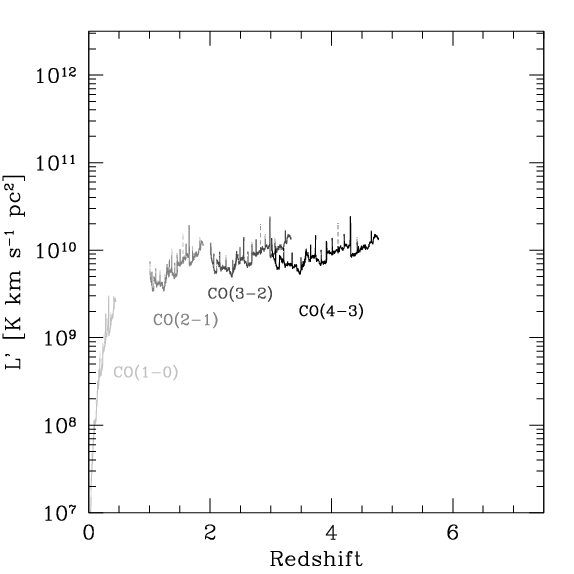 10¹²
10¹¹
10¹⁰
10⁹
10⁸
10⁷
L' [K km s⁻¹ pc²]
CO(3-2)
CO(4-3)
CO(2-1)
CO(1-0)
0 2 4 6
Redshift